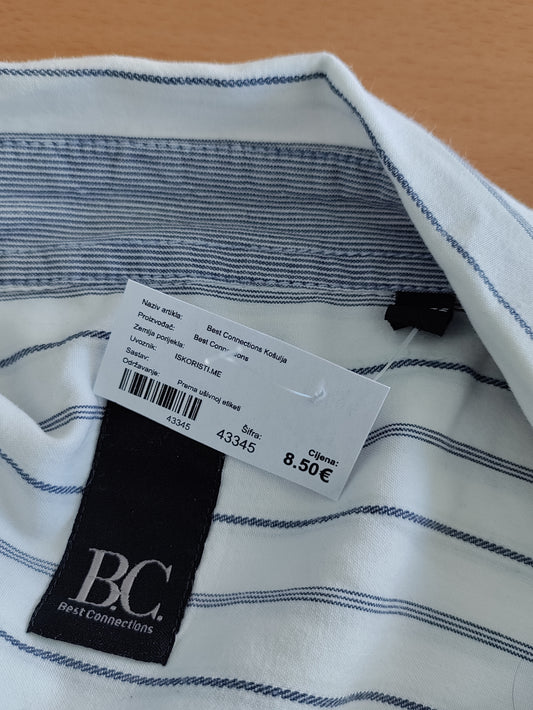 Naziv artikla: Best Connections Košulja
Proizvođač: Best Connections
Zemlja porijekla:
Uvoznik: ISKORISTI.ME
Sastav:
Održavanje: Prema ušivnoj etiketi
43345
Šifra:
43345
Cijena:
8.50€
B.C.
Best Connections